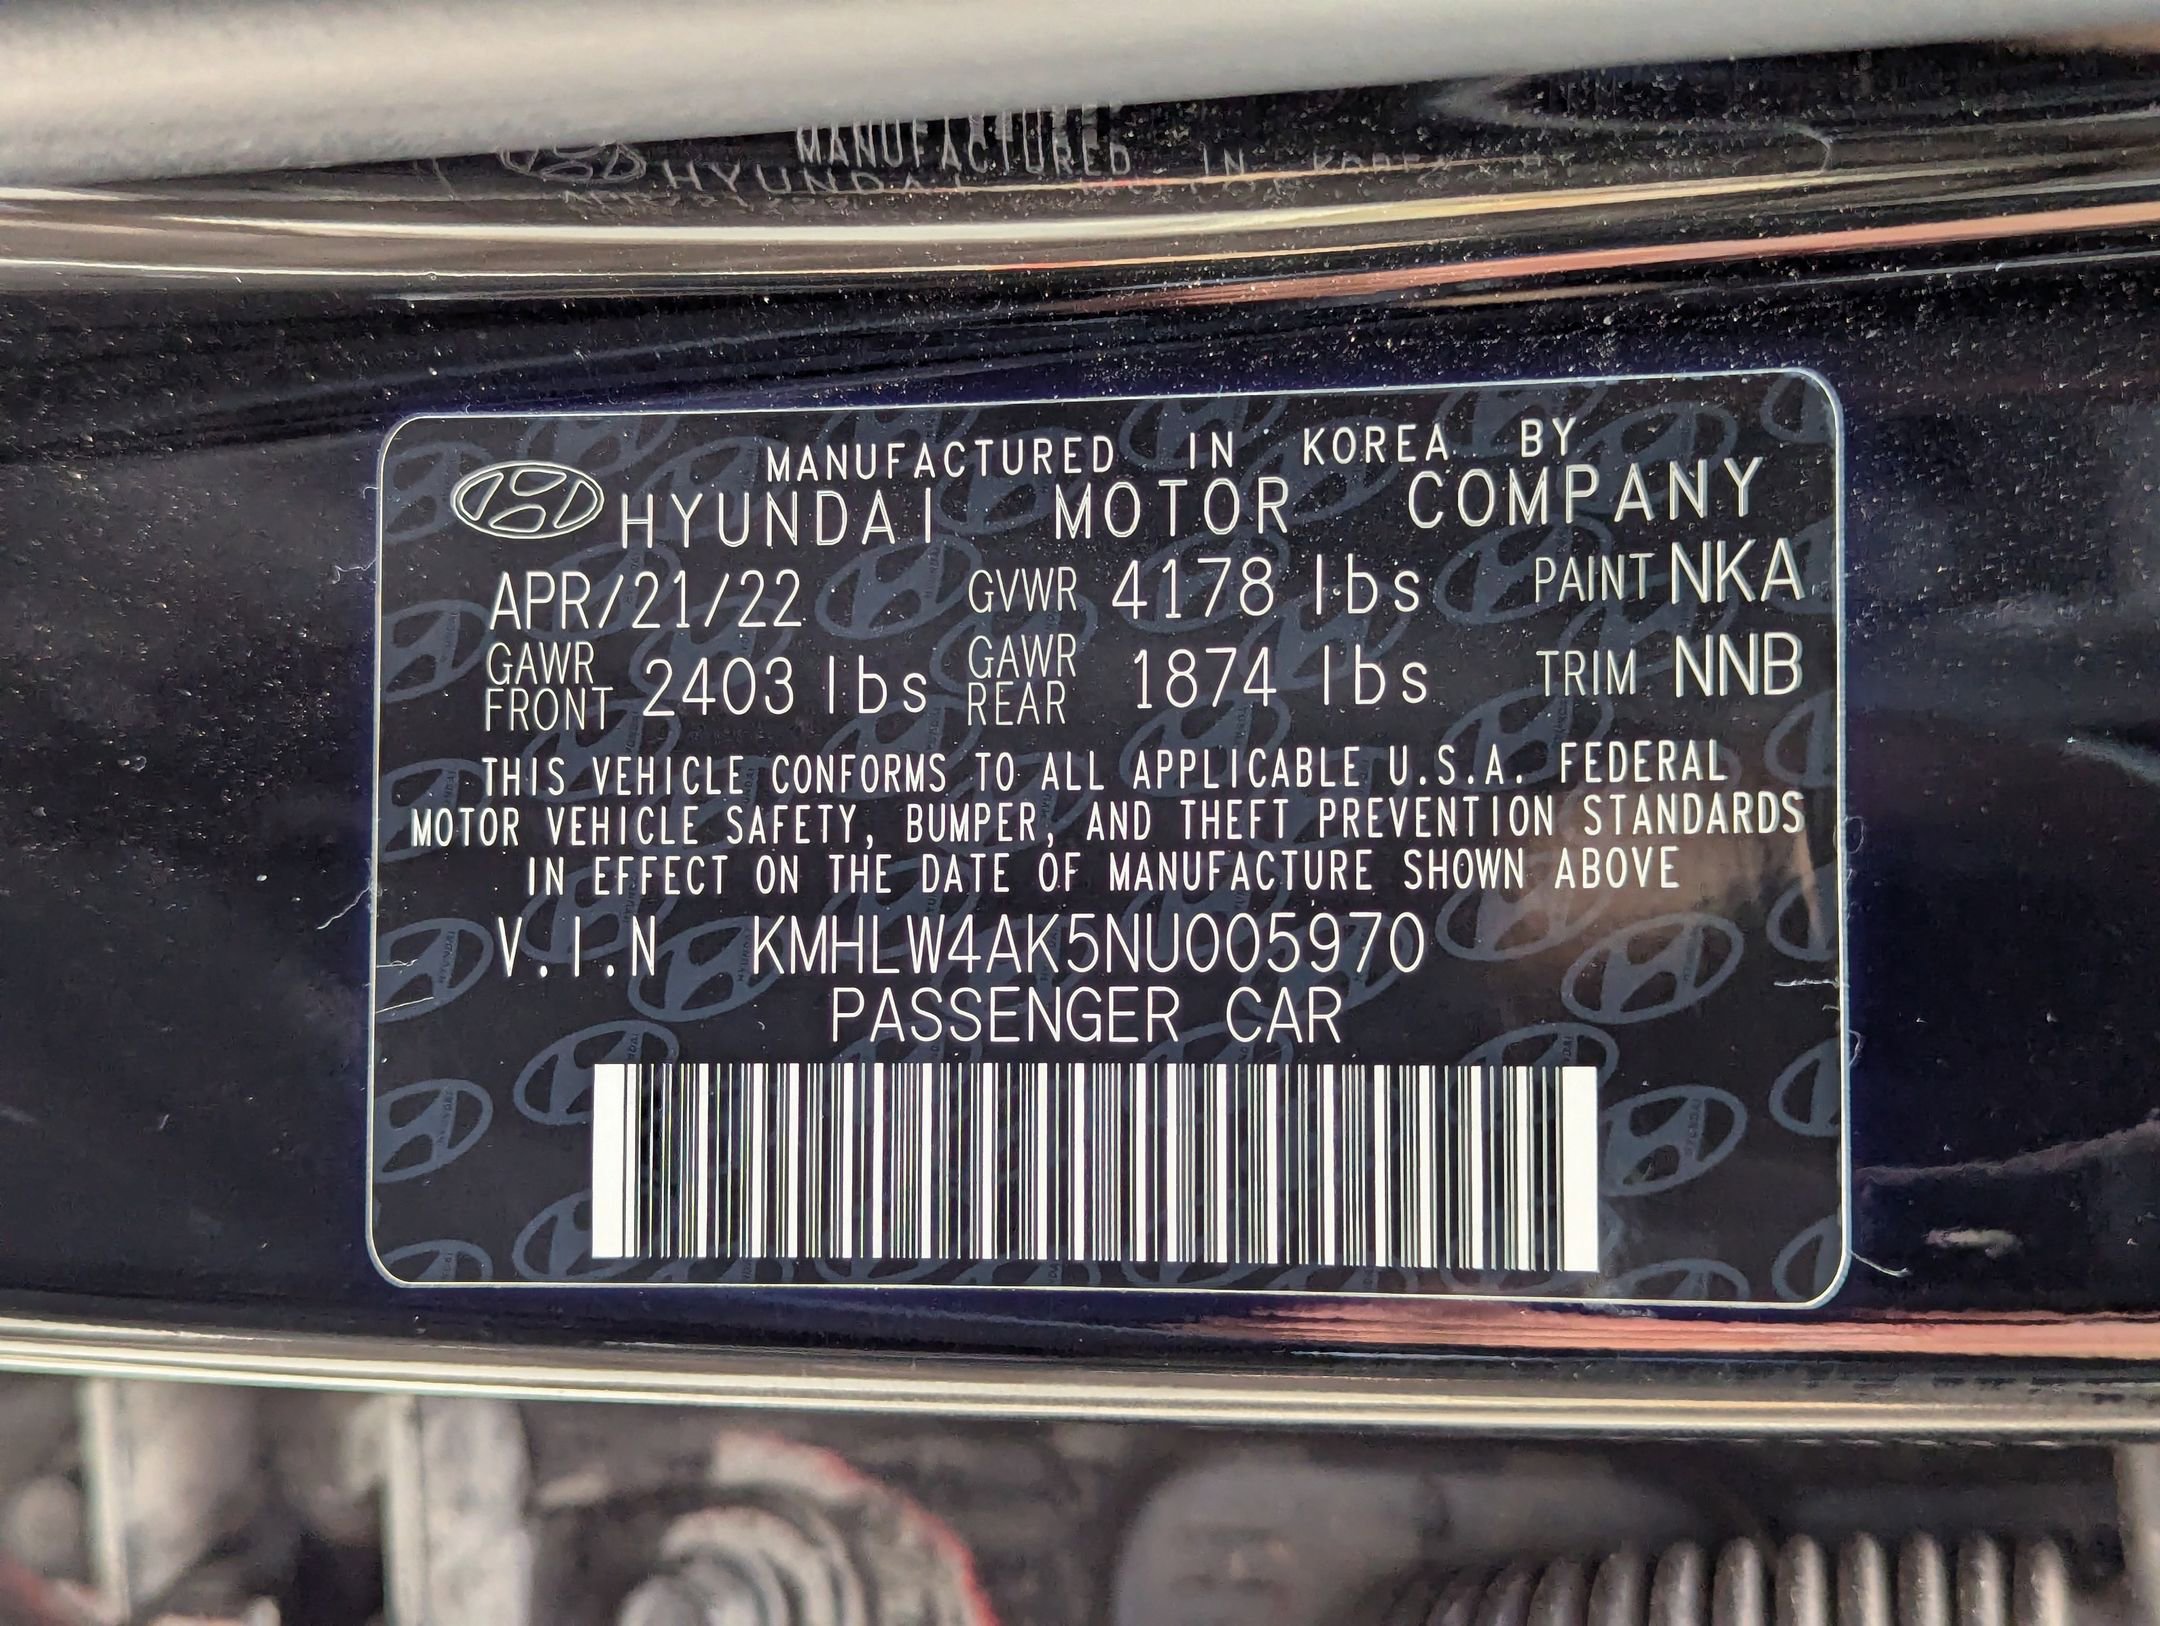 MANUFACTURED IN KOREA BY
HYUNDAI MOTOR COMPANY
APR/21/22 GVWR 4178 lbs PAINT NKA
GAWR FRONT 2403 lbs GAWR REAR 1874 lbs TRIM NNB
THIS VEHICLE CONFORMS TO ALL APPLICABLE U.S.A. FEDERAL
MOTOR VEHICLE SAFETY, BUMPER, AND THEFT PREVENTION STANDARDS
IN EFFECT ON THE DATE OF MANUFACTURE SHOWN ABOVE
V.I.N KMHLW4AK5NU005970
PASSENGER CAR